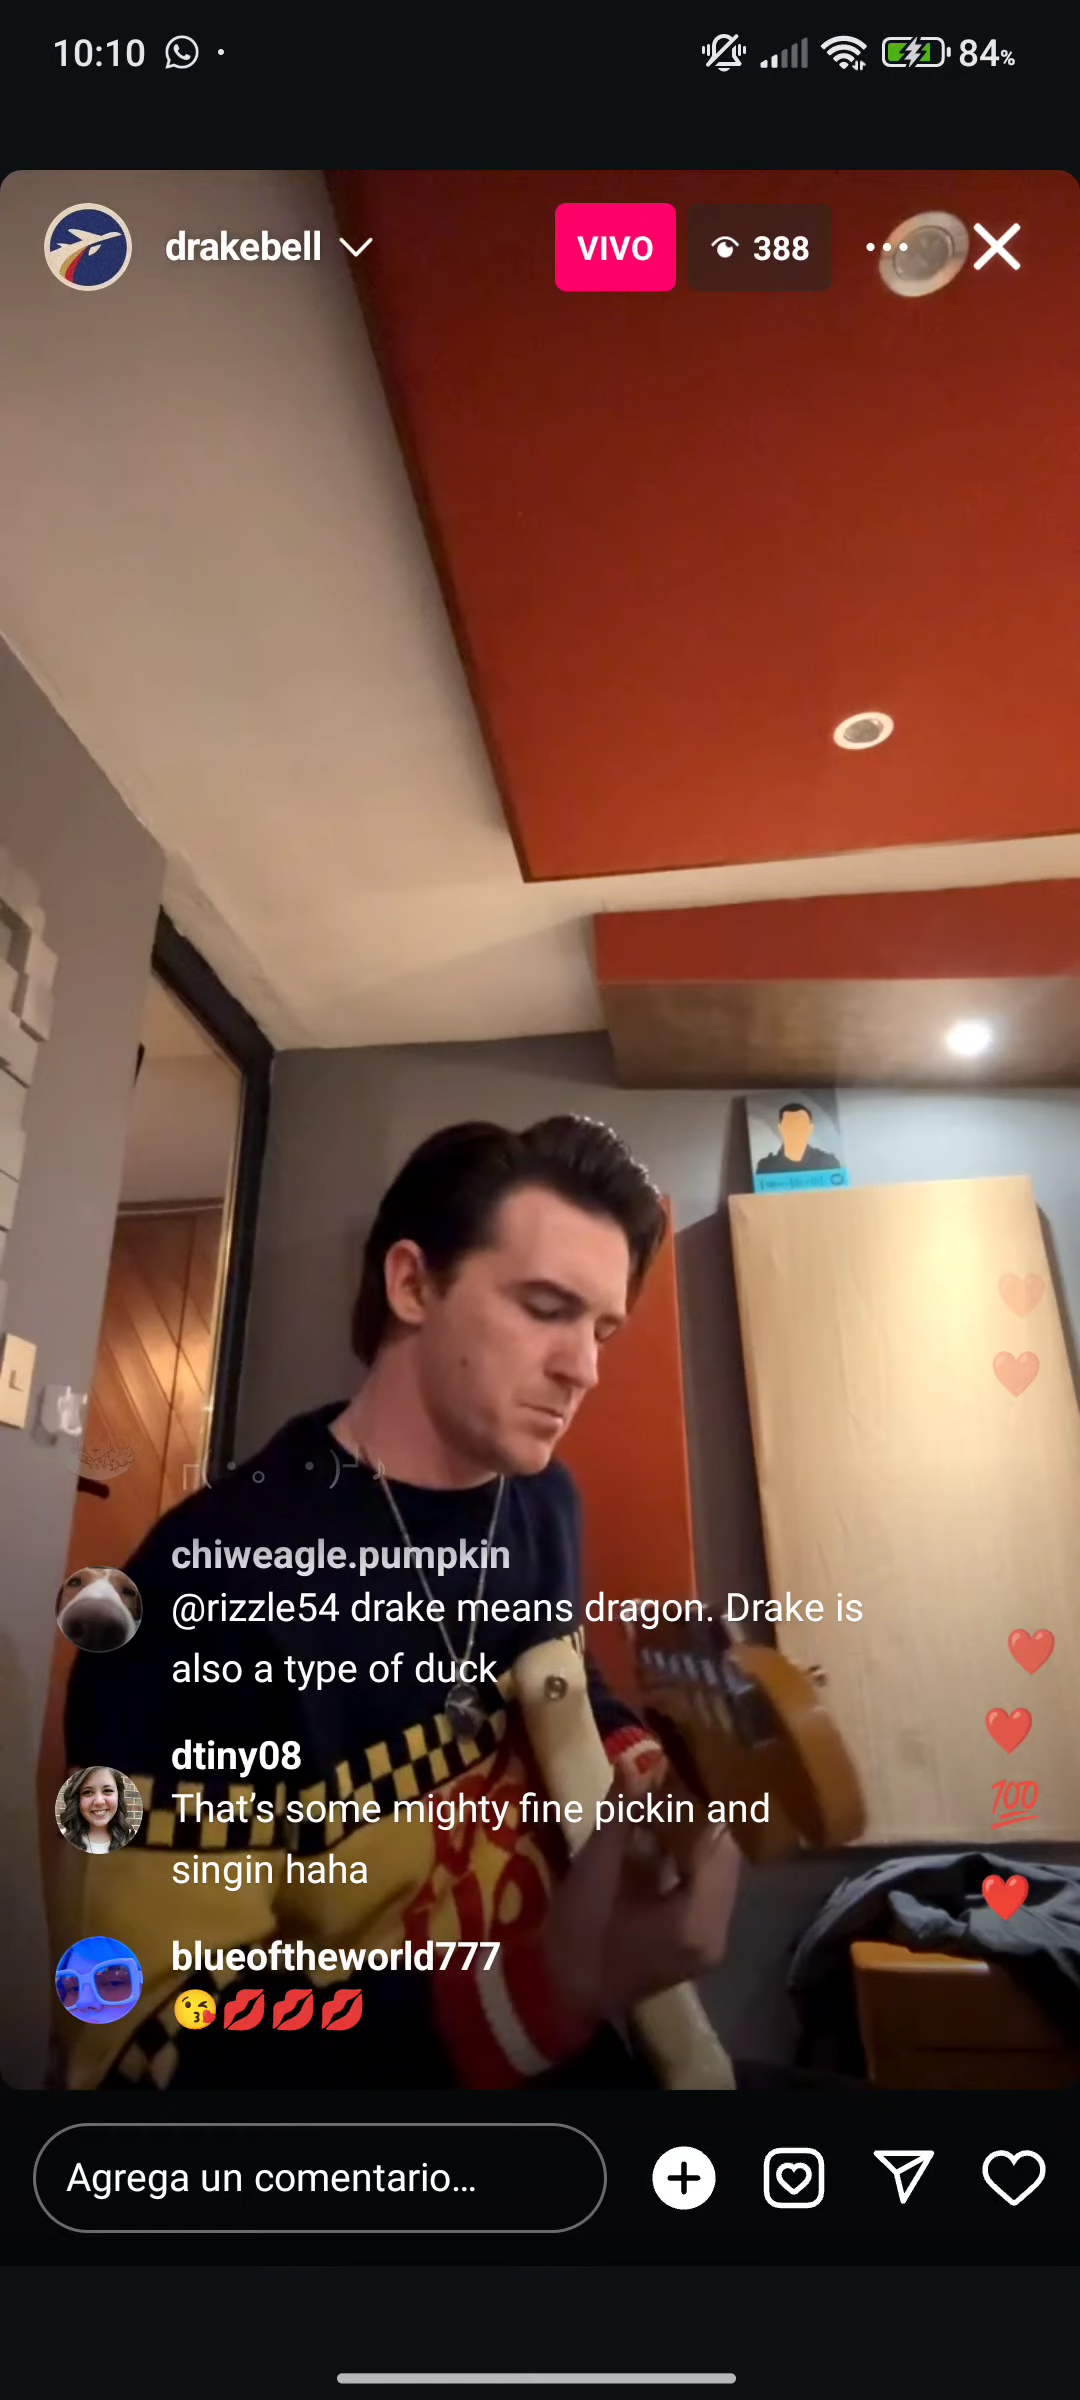 10:10
84%
drakebell
VIVO
388
chiweagle.pumpkin
@rizzle54 drake means dragon. Drake is
also a type of duck
dtiny08
That's some mighty fine pickin and
singin haha
blueoftheworld777
😘💋💋💋
💯
Agrega un comentario...